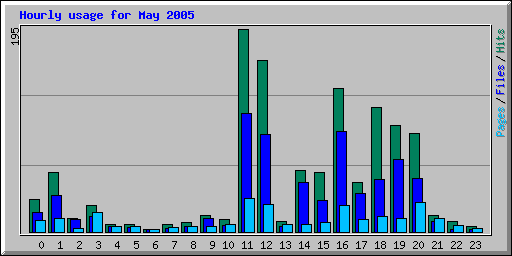 Hourly usage for May 2005
195
Pages/Files/Hits
0 1 2 3 4 5 6 7 8 9 10 11 12 13 14 15 16 17 18 19 20 21 22 23